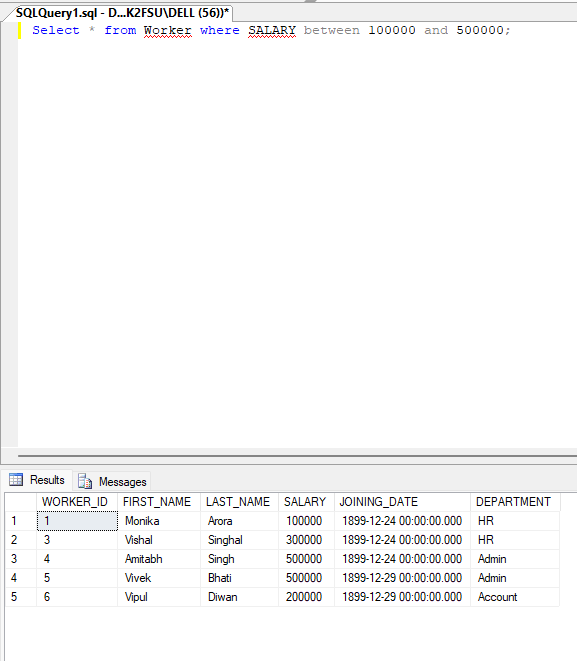 SQLQuery1.sql - D...K2FSU\DELL (56))*
Select * from Worker where SALARY between 100000 and 500000;
Results Messages
WORKER_ID FIRST_NAME LAST_NAME SALARY JOINING_DATE DEPARTMENT
1 1 Monika Arora 100000 1899-12-24 00:00:00.000 HR
2 3 Vishal Singhal 300000 1899-12-24 00:00:00.000 HR
3 4 Amitabh Singh 500000 1899-12-24 00:00:00.000 Admin
4 5 Vivek Bhati 500000 1899-12-29 00:00:00.000 Admin
5 6 Vipul Diwan 200000 1899-12-29 00:00:00.000 Account